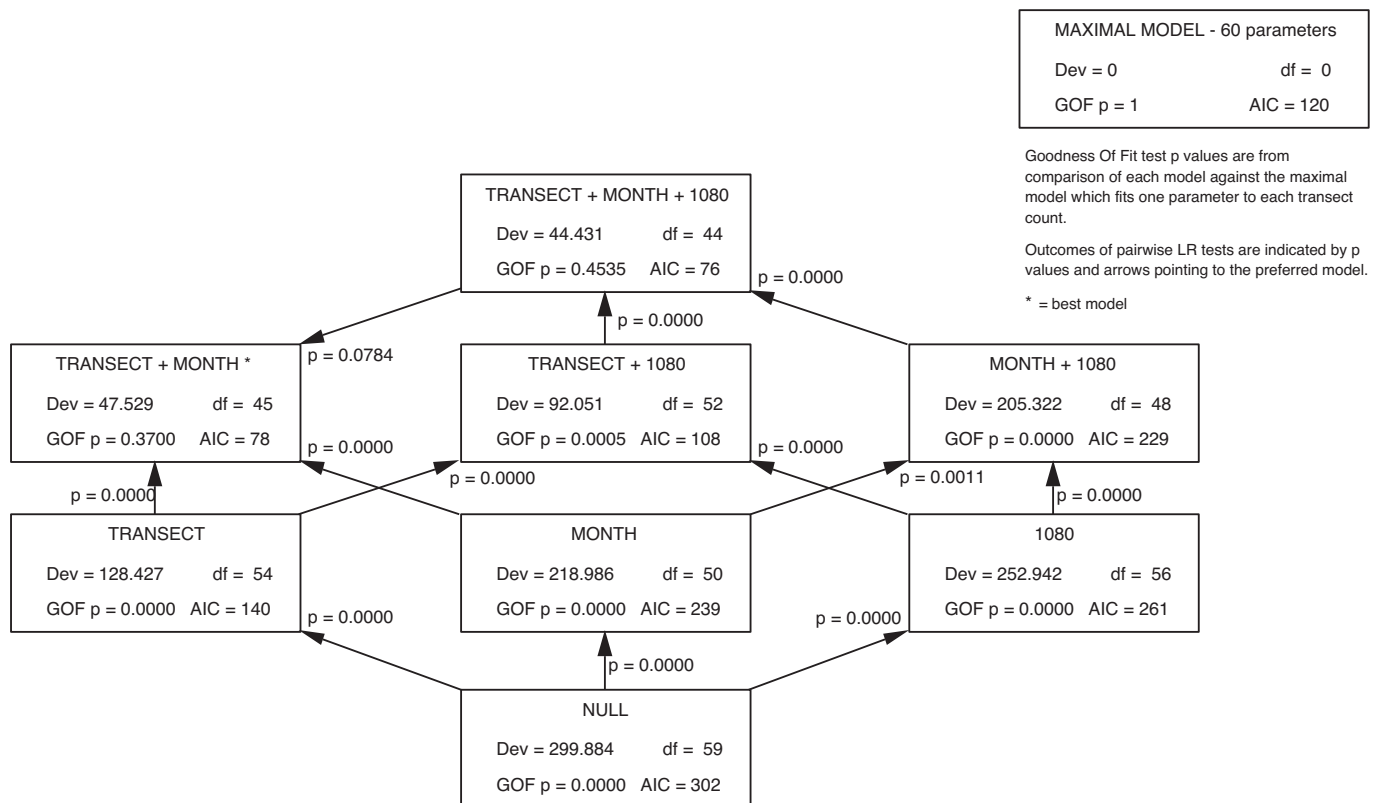 MAXIMAL MODEL - 60 parameters
Dev = 0 df = 0
GOF p = 1 AIC = 120
Goodness Of Fit test p values are from
comparison of each model against the maximal
model which fits one parameter to each transect
count.
Outcomes of pairwise LR tests are indicated by p
values and arrows pointing to the preferred model.
* = best model
TRANSECT + MONTH + 1080
Dev = 44.431 df = 44
GOF p = 0.4535 AIC = 76
p = 0.0000
p = 0.0000
p = 0.0784
TRANSECT + MONTH *
Dev = 47.529 df = 45
GOF p = 0.3700 AIC = 78
TRANSECT + 1080
Dev = 92.051 df = 52
GOF p = 0.0005 AIC = 108
MONTH + 1080
Dev = 205.322 df = 48
GOF p = 0.0000 AIC = 229
p = 0.0000
p = 0.0000
p = 0.0000
p = 0.0011
p = 0.0000
p = 0.0000
TRANSECT
Dev = 128.427 df = 54
GOF p = 0.0000 AIC = 140
MONTH
Dev = 218.986 df = 50
GOF p = 0.0000 AIC = 239
1080
Dev = 252.942 df = 56
GOF p = 0.0000 AIC = 261
p = 0.0000
p = 0.0000
p = 0.0000
NULL
Dev = 299.884 df = 59
GOF p = 0.0000 AIC = 302